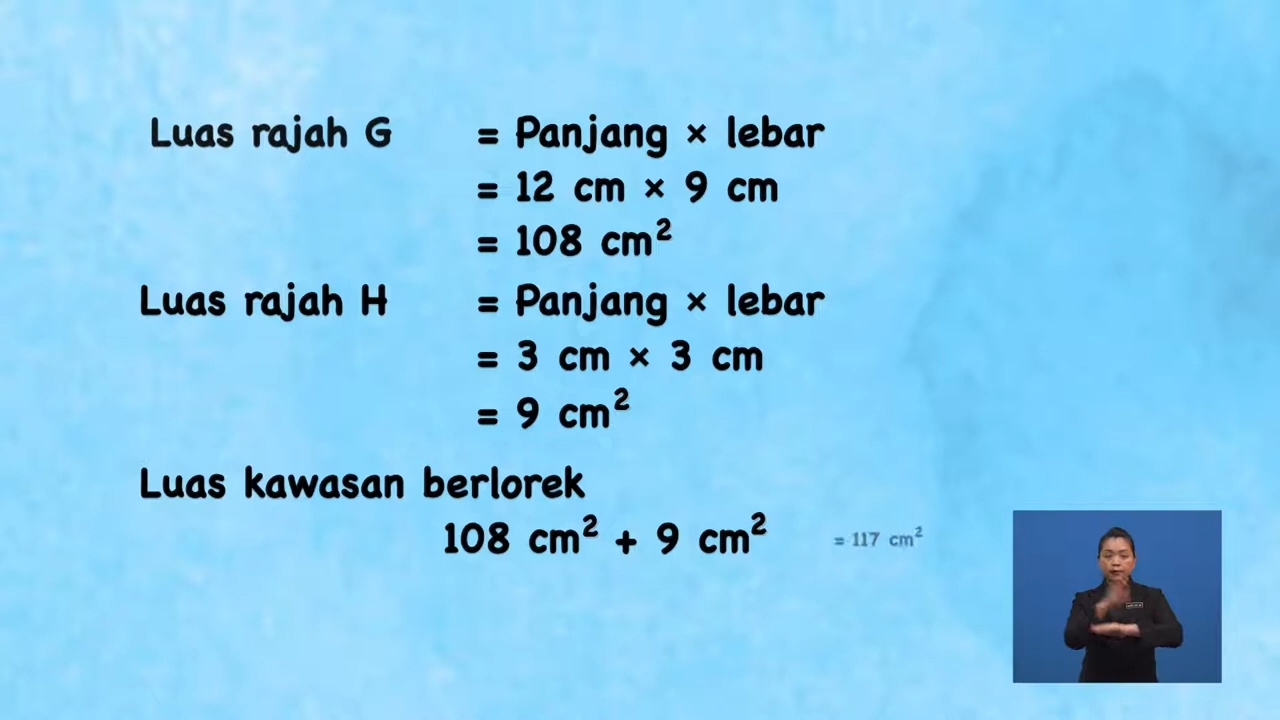 Luas rajah G = Panjang × lebar
= 12 cm × 9 cm
= 108 cm²
Luas rajah H = Panjang × lebar
= 3 cm × 3 cm
= 9 cm²
Luas kawasan berlorek
108 cm² + 9 cm² = 117 cm²